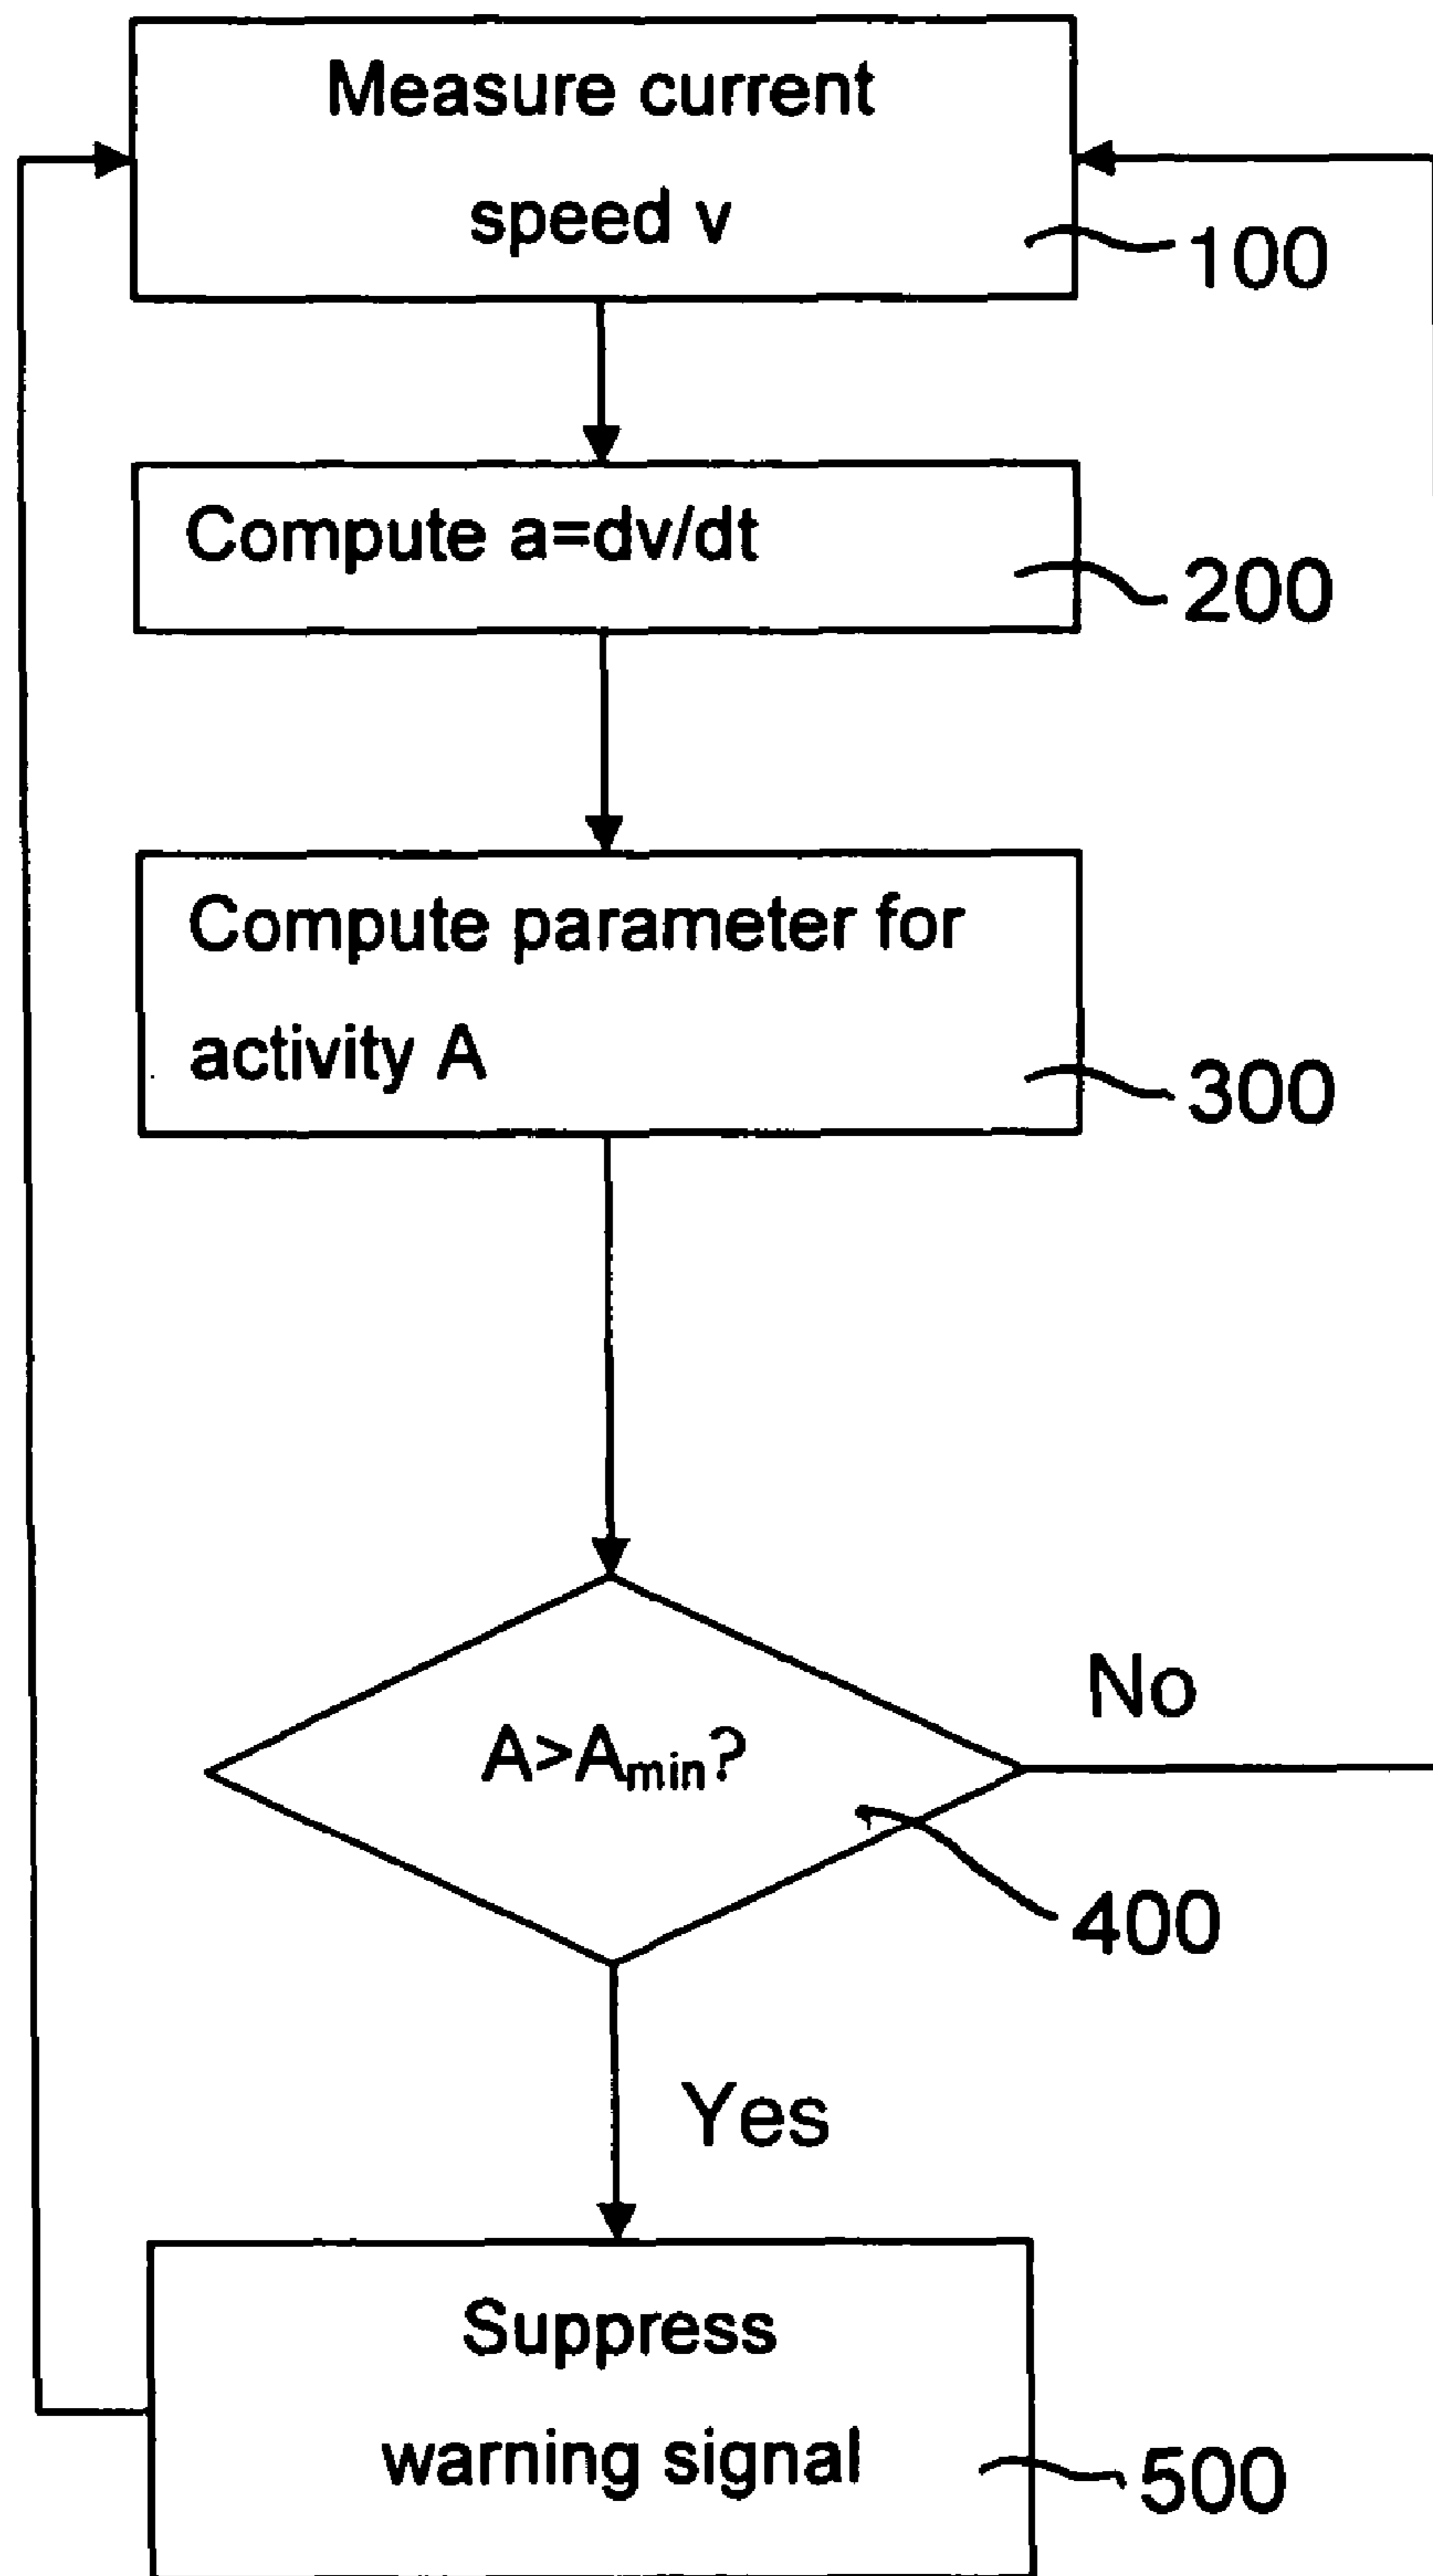 Measure current
speed v
100
Compute a=dv/dt
200
Compute parameter for
activity A
300
No
A>Amin?
400
Yes
Suppress
warning signal
500